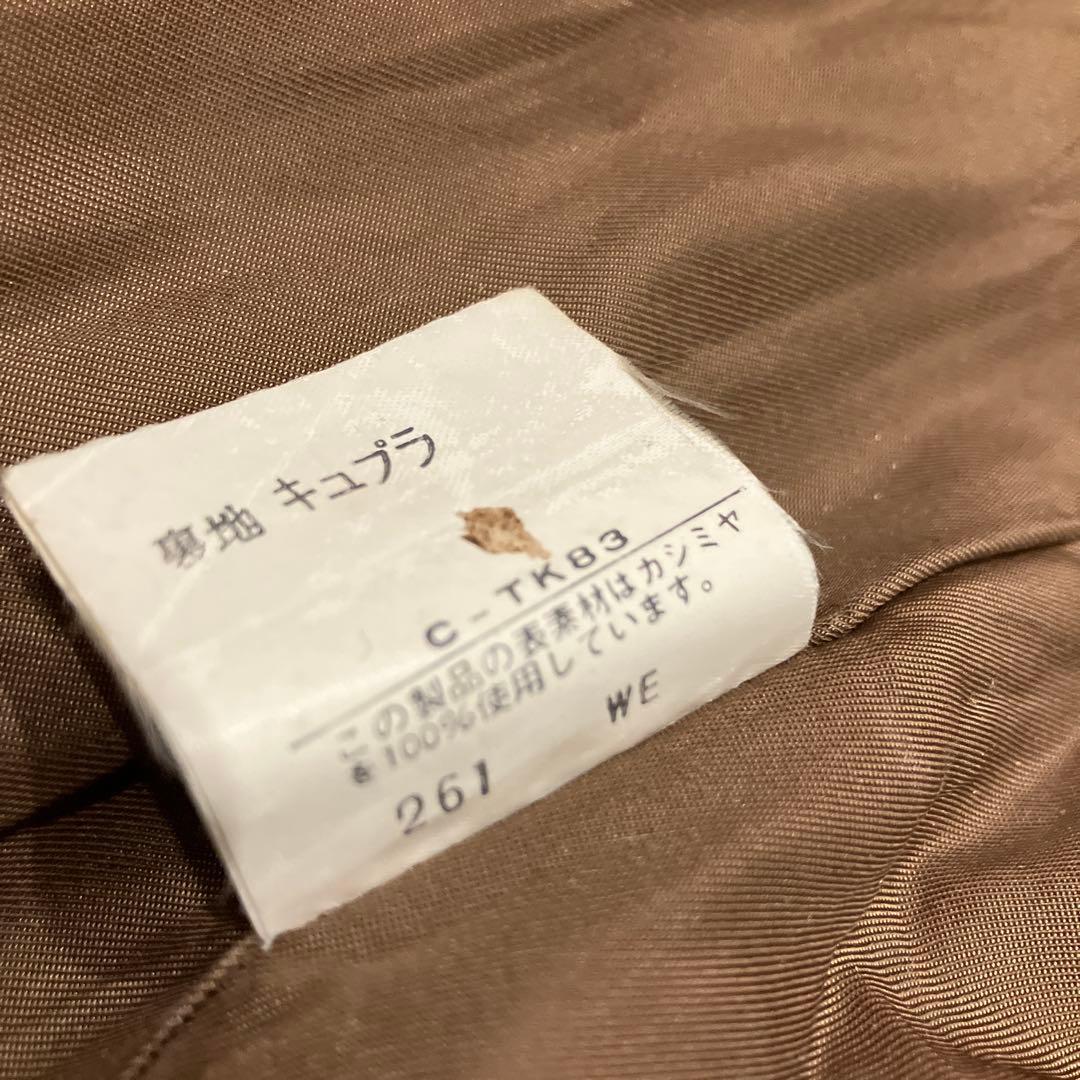 裏地 キュプラ
C-TK83
この製品の表素材はカシミヤ
を100%使用しています。
261 WE